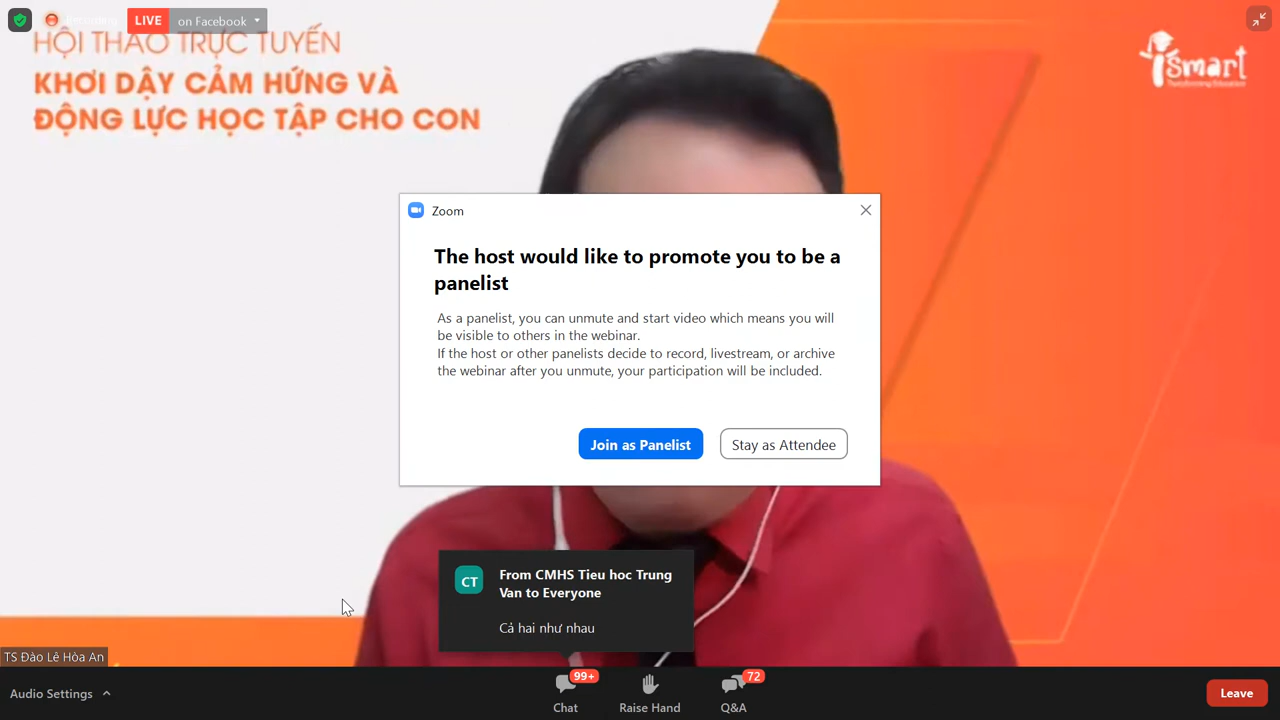 Recording
LIVE on Facebook
HỘI THẢO TRỰC TUYẾN
KHƠI DẬY CẢM HỨNG VÀ
ĐỘNG LỰC HỌC TẬP CHO CON
iSmart
Transforming Education
Zoom
The host would like to promote you to be a
panelist
As a panelist, you can unmute and start video which means you will
be visible to others in the webinar.
If the host or other panelists decide to record, livestream, or archive
the webinar after you unmute, your participation will be included.
Join as Panelist
Stay as Attendee
CT
From CMHS Tieu hoc Trung
Van to Everyone
Cả hai như nhau
TS Đào Lê Hòa An
Audio Settings
99+
Chat
Raise Hand
72
Q&A
Leave